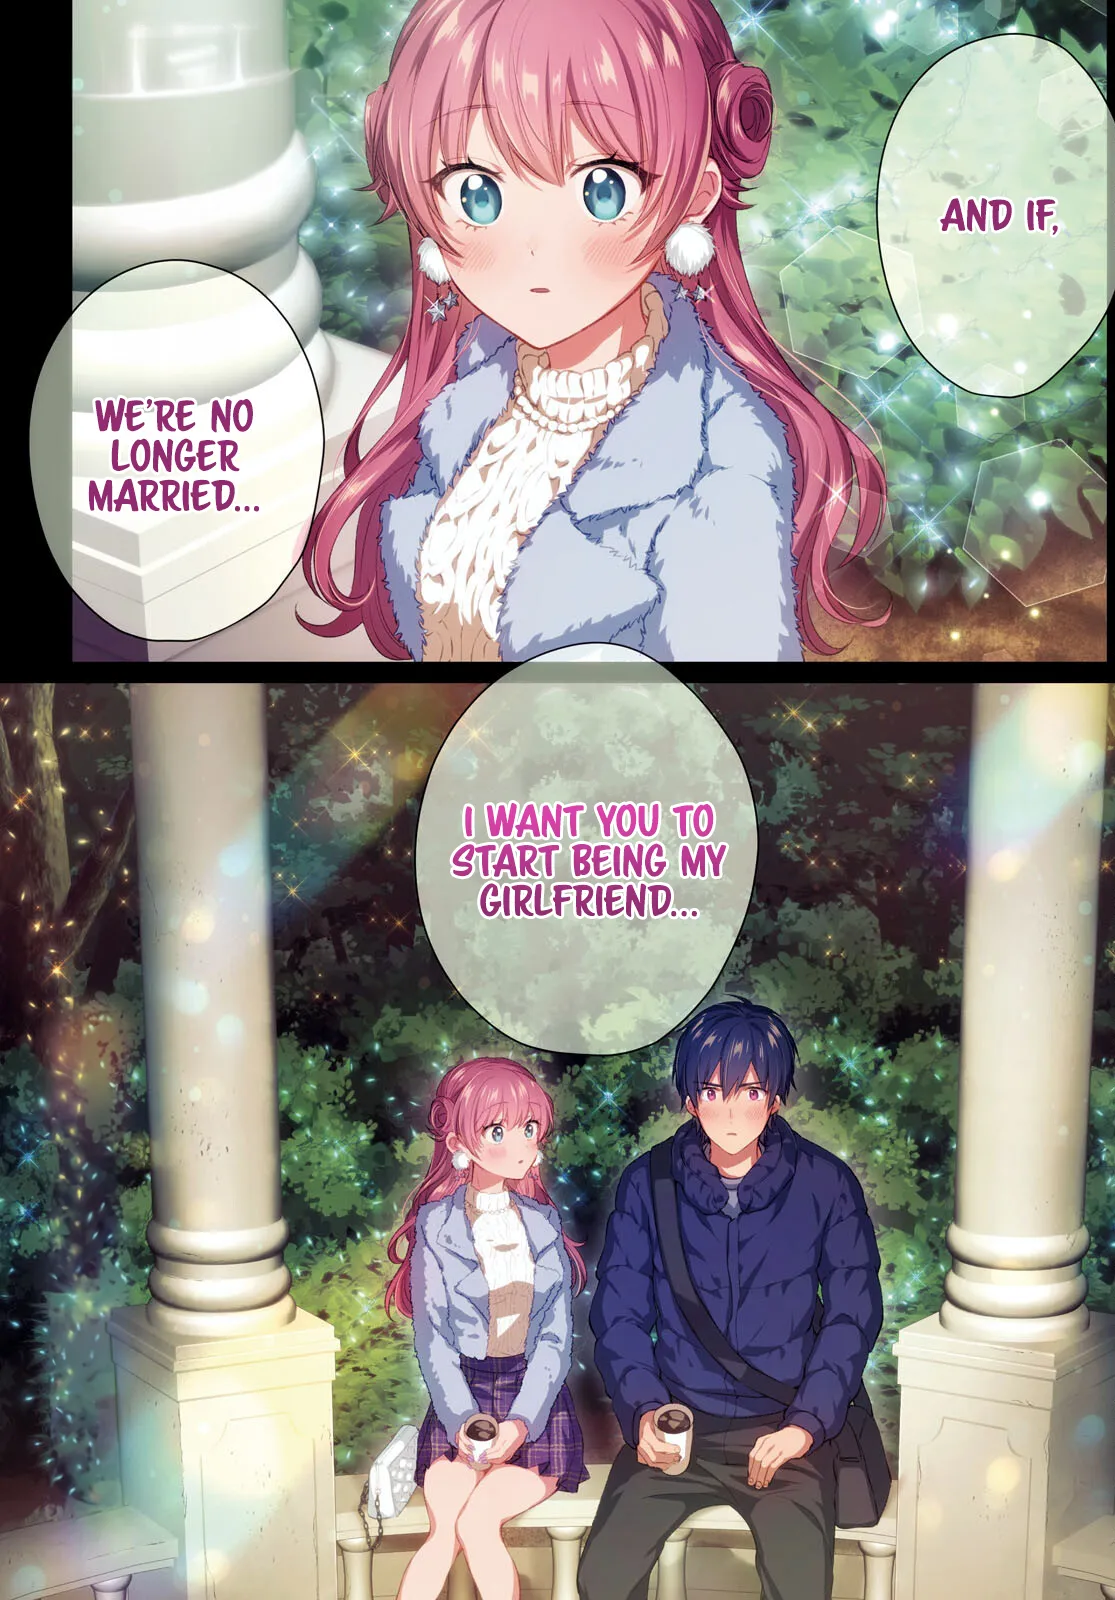 AND IF,
WE'RE NO
LONGER
MARRIED...
I WANT YOU TO
START BEING MY
GIRLFRIEND...